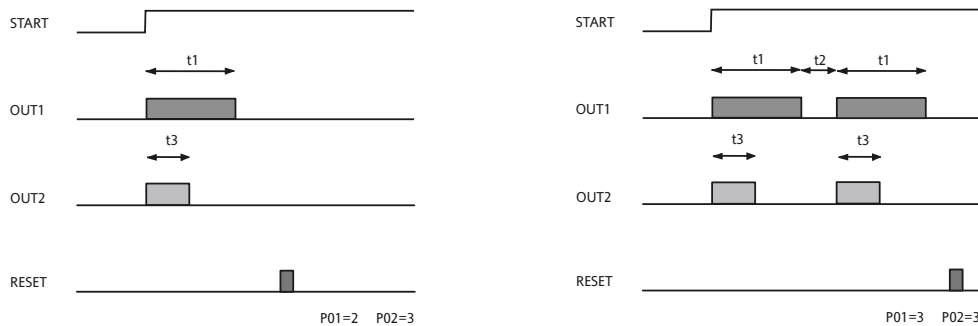 START
t1
OUT1
t3
OUT2
RESET
P01=2 P02=3
START
t1 t2 t1
OUT1
t3 t3
OUT2
RESET
P01=3 P02=3